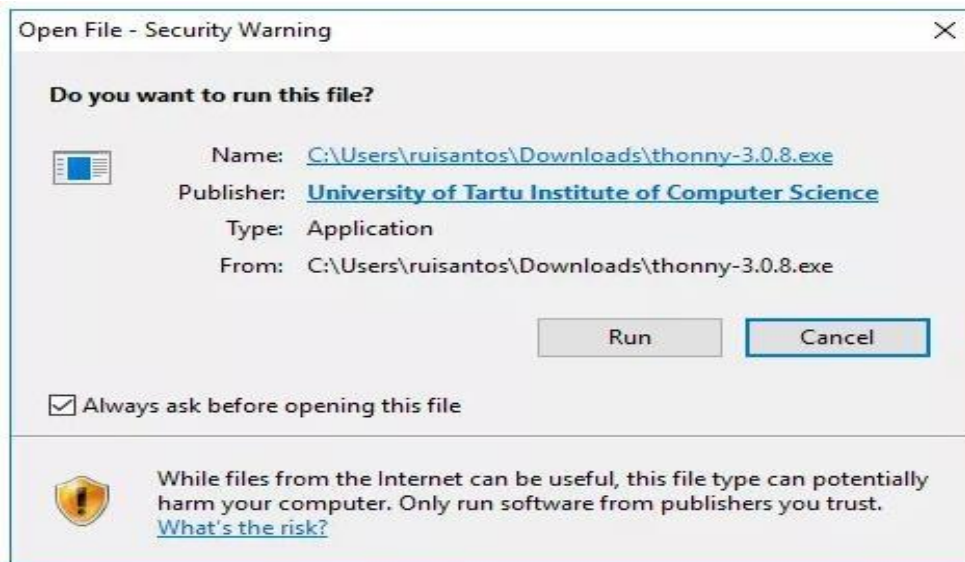 Open File - Security Warning
Do you want to run this file?
Name: C:\Users\ruisantos\Downloads\thonny-3.0.8.exe
Publisher: University of Tartu Institute of Computer Science
Type: Application
From: C:\Users\ruisantos\Downloads\thonny-3.0.8.exe
Run Cancel
Always ask before opening this file
While files from the Internet can be useful, this file type can potentially
harm your computer. Only run software from publishers you trust.
What's the risk?